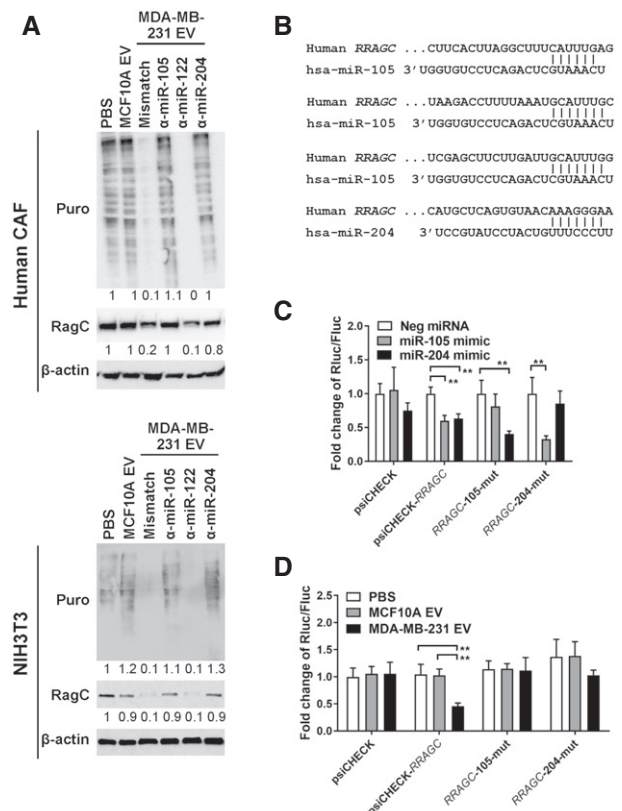 A
MDA-MB-
231 EV
PBS
MCF10A EV
Mismatch
α-miR-105
α-miR-122
α-miR-204
Human CAF
Puro
1 1 0.1 1.1 0 1
RagC
1 1 0.2 1 0.1 0.8
β-actin
MDA-MB-
231 EV
PBS
MCF10A EV
Mismatch
α-miR-105
α-miR-122
α-miR-204
NIH3T3
Puro
1 1.2 0.1 1.1 0.1 1.3
RagC
1 0.9 0.1 0.9 0.1 0.9
β-actin
B
Human RRAGC ...CUUCACUUAGGCUUUCAUUUGAG
hsa-miR-105 3'UGGUGUCCUCAGACUCGUAAACU
Human RRAGC ...UAAGACCUUUUAAAUGCAUUUGC
hsa-miR-105 3'UGGUGUCCUCAGACUCGUAAACU
Human RRAGC ...UCGAGCUUCUUGAUUGCAUUUGG
hsa-miR-105 3'UGGUGUCCUCAGACUCGUAAACU
Human RRAGC ...CAUGCUCAGUGUAACAAAGGGAA
hsa-miR-204 3'UCCGUAUCCUACUGUUUCCCUU
C
Neg miRNA
miR-105 mimic
miR-204 mimic
Fold change of Rluc/Fluc
2.0
1.5
1.0
0.5
0.0
**
**
**
**
psiCHECK
psiCHECK-RRAGC
RRAGC-105-mut
RRAGC-204-mut
D
PBS
MCF10A EV
MDA-MB-231 EV
Fold change of Rluc/Fluc
2.5
2.0
1.5
1.0
0.5
0.0
**
**
psiCHECK
psiCHECK-RRAGC
RRAGC-105-mut
RRAGC-204-mut